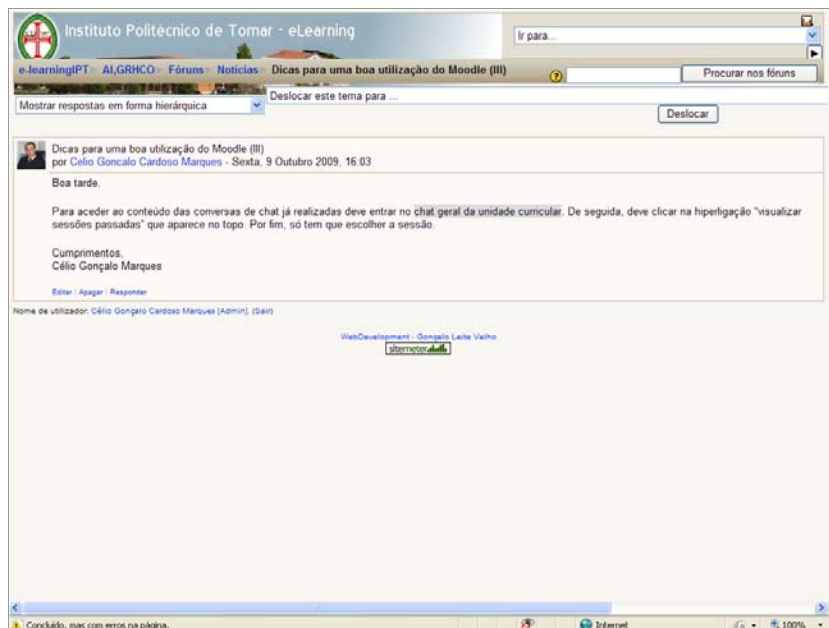 Instituto Politécnico de Tomar - eLearning
Ir para...
e-learningIPT ► AI,GRHCO ► Fóruns ► Notícias ► Dicas para uma boa utilização do Moodle (III)
Procurar nos fóruns
Mostrar respostas em forma hierárquica
Deslocar este tema para ...
Deslocar
Dicas para uma boa utilização do Moodle (III)
por Celio Goncalo Cardoso Marques - Sexta, 9 Outubro 2009, 16:03
Boa tarde.
Para aceder ao conteúdo das conversas de chat já realizadas deve entrar no chat geral da unidade curricular. De seguida, deve clicar na hiperligação "visualizar
sessões passadas" que aparece no topo. Por fim, só tem que escolher a sessão.
Cumprimentos,
Célio Gonçalo Marques
Editar | Apagar | Responder
Nome de utilizador: Célio Gonçalo Cardoso Marques [Admin]. (Sair)
WebDevelopment - Gonçalo Leite Velho
sitemeter
Concluído, mas com erros na página.
Internet
100%